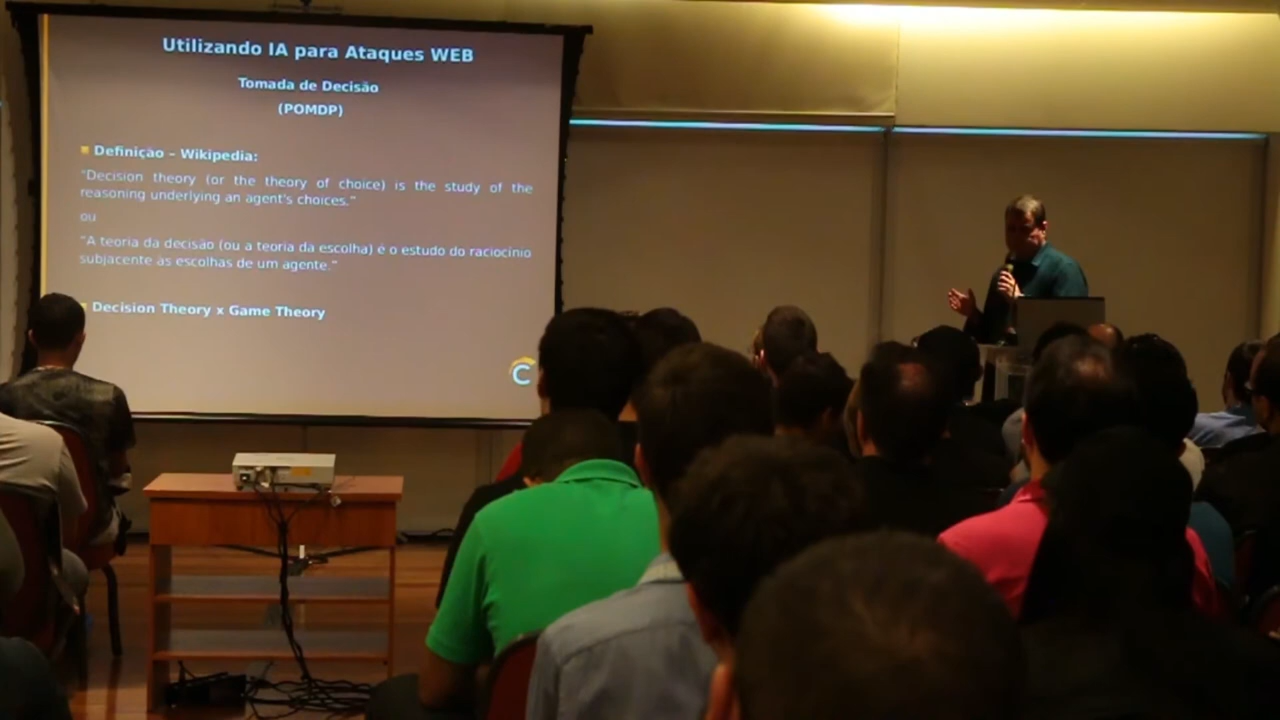 Utilizando IA para Ataques WEB
Tomada de Decisão
(POMDP)
Definição – Wikipedia:
"Decision theory (or the theory of choice) is the study of the
reasoning underlying an agent's choices."
ou
"A teoria da decisão (ou a teoria da escolha) é o estudo do raciocínio
subjacente às escolhas de um agente."
Decision Theory x Game Theory
C